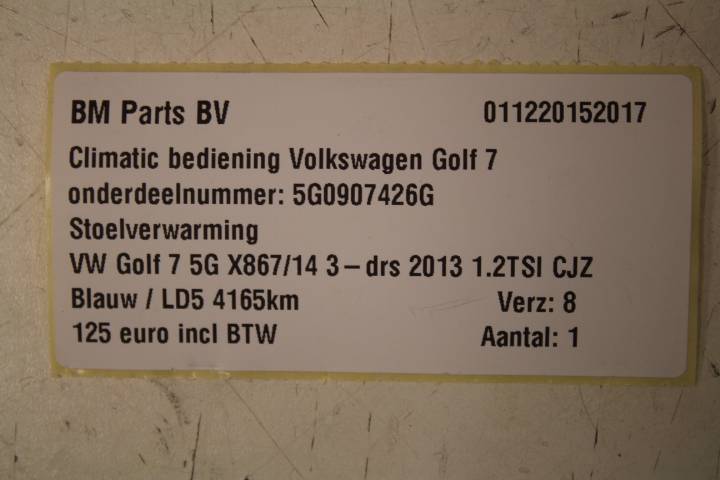 BM Parts BV 011220152017
Climatic bediening Volkswagen Golf 7
onderdeelnummer: 5G0907426G
Stoelverwarming
VW Golf 7 5G X867/14 3-drs 2013 1.2TSI CJZ
Blauw / LD5 4165km Verz: 8
125 euro incl BTW Aantal: 1